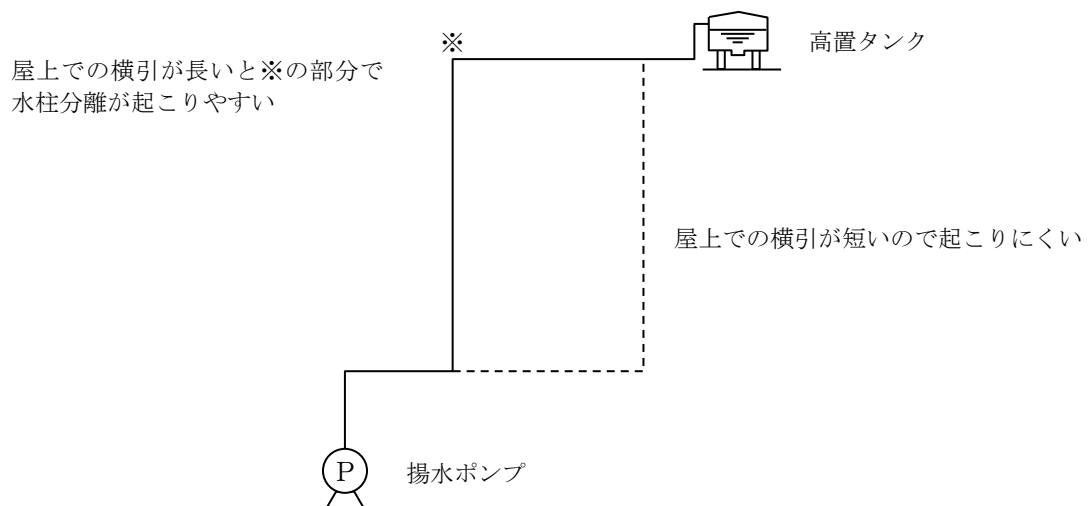 ※
高置タンク
屋上での横引が長いと※の部分で
水柱分離が起こりやすい
屋上での横引が短いので起こりにくい
P
揚水ポンプ